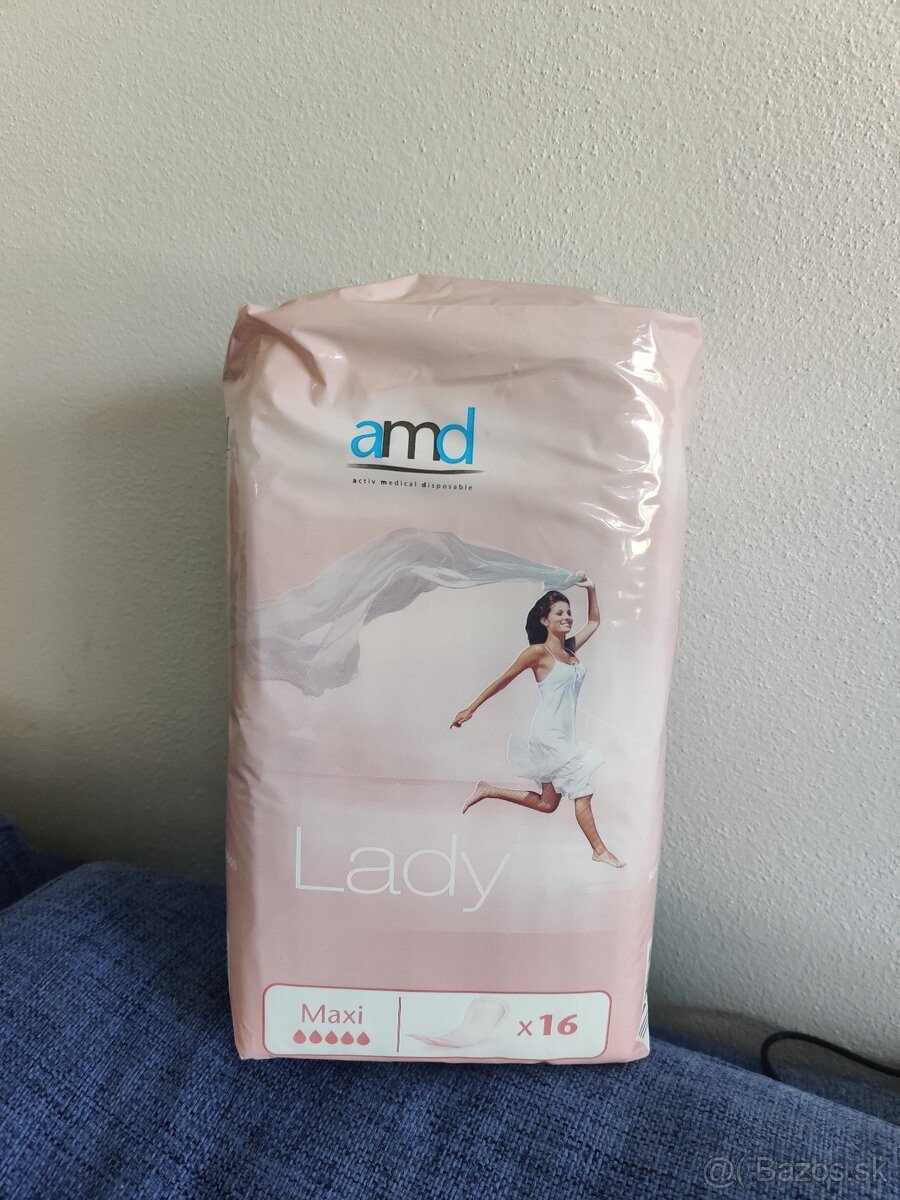 amd
activ medical disposable
Lady
Maxi
x16
@( Bazos.sk